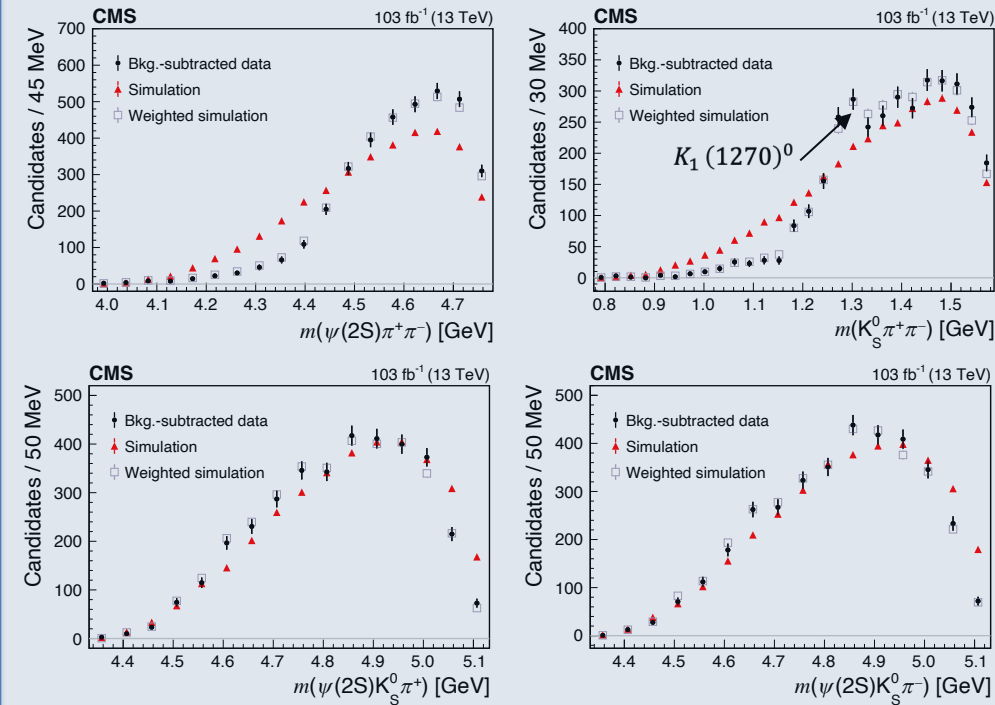 CMS 103 fb⁻¹ (13 TeV)
Candidates / 45 MeV
700
600
500
400
300
200
100
0
Bkg.-subtracted data
Simulation
Weighted simulation
4.0 4.1 4.2 4.3 4.4 4.5 4.6 4.7
m(ψ(2S)π⁺π⁻) [GeV]
CMS 103 fb⁻¹ (13 TeV)
Candidates / 30 MeV
400
350
300
250
200
150
100
50
0
Bkg.-subtracted data
Simulation
Weighted simulation
K₁ (1270)⁰
0.8 0.9 1.0 1.1 1.2 1.3 1.4 1.5
m(K⁰_Sπ⁺π⁻) [GeV]
CMS 103 fb⁻¹ (13 TeV)
Candidates / 50 MeV
500
400
300
200
100
0
Bkg.-subtracted data
Simulation
Weighted simulation
4.4 4.5 4.6 4.7 4.8 4.9 5.0 5.1
m(ψ(2S)K⁰_Sπ⁺) [GeV]
CMS 103 fb⁻¹ (13 TeV)
Candidates / 50 MeV
500
400
300
200
100
0
Bkg.-subtracted data
Simulation
Weighted simulation
4.4 4.5 4.6 4.7 4.8 4.9 5.0 5.1
m(ψ(2S)K⁰_Sπ⁻) [GeV]